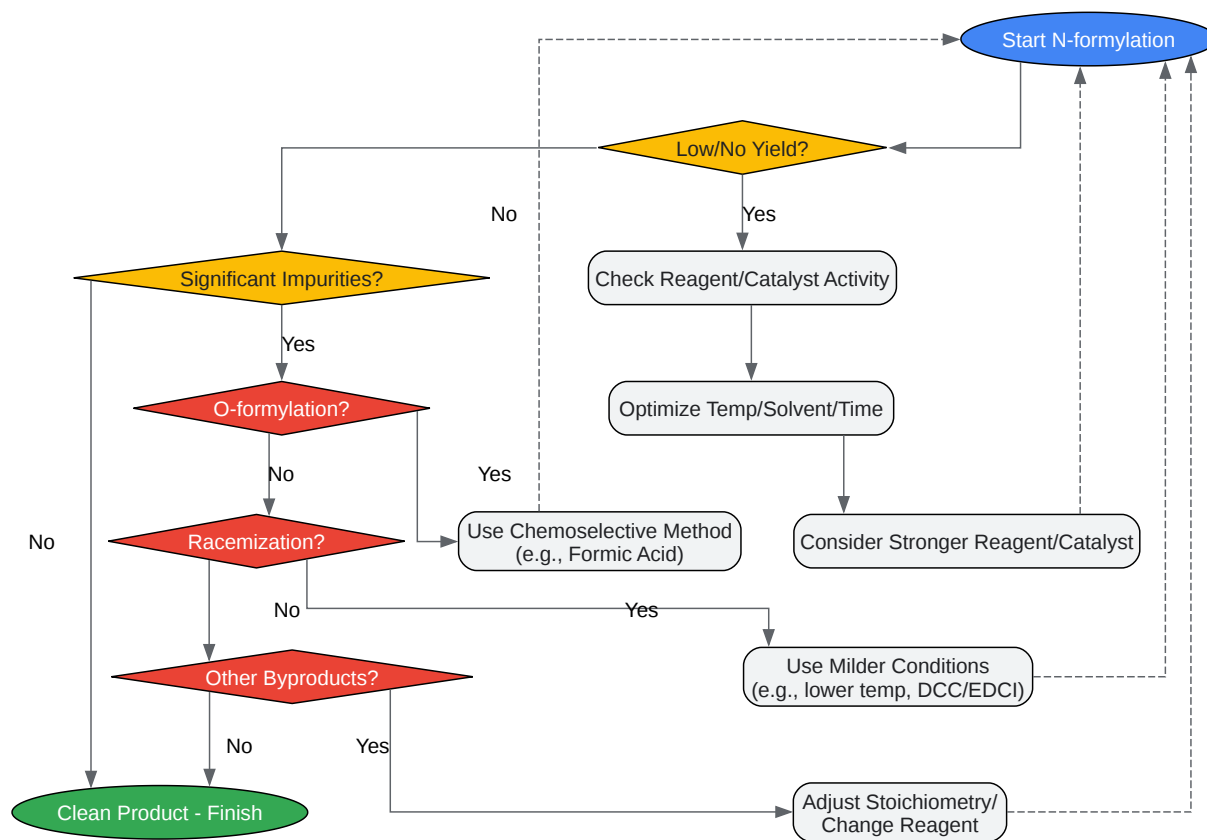 Start N-formylation
Low/No Yield?
No
Yes
Significant Impurities?
Check Reagent/Catalyst Activity
Yes
O-formylation?
Optimize Temp/Solvent/Time
No
Yes
No
Racemization?
Use Chemoselective Method
(e.g., Formic Acid)
Consider Stronger Reagent/Catalyst
No
Yes
Other Byproducts?
Use Milder Conditions
(e.g., lower temp, DCC/EDCI)
No
Yes
Clean Product - Finish
Adjust Stoichiometry/
Change Reagent